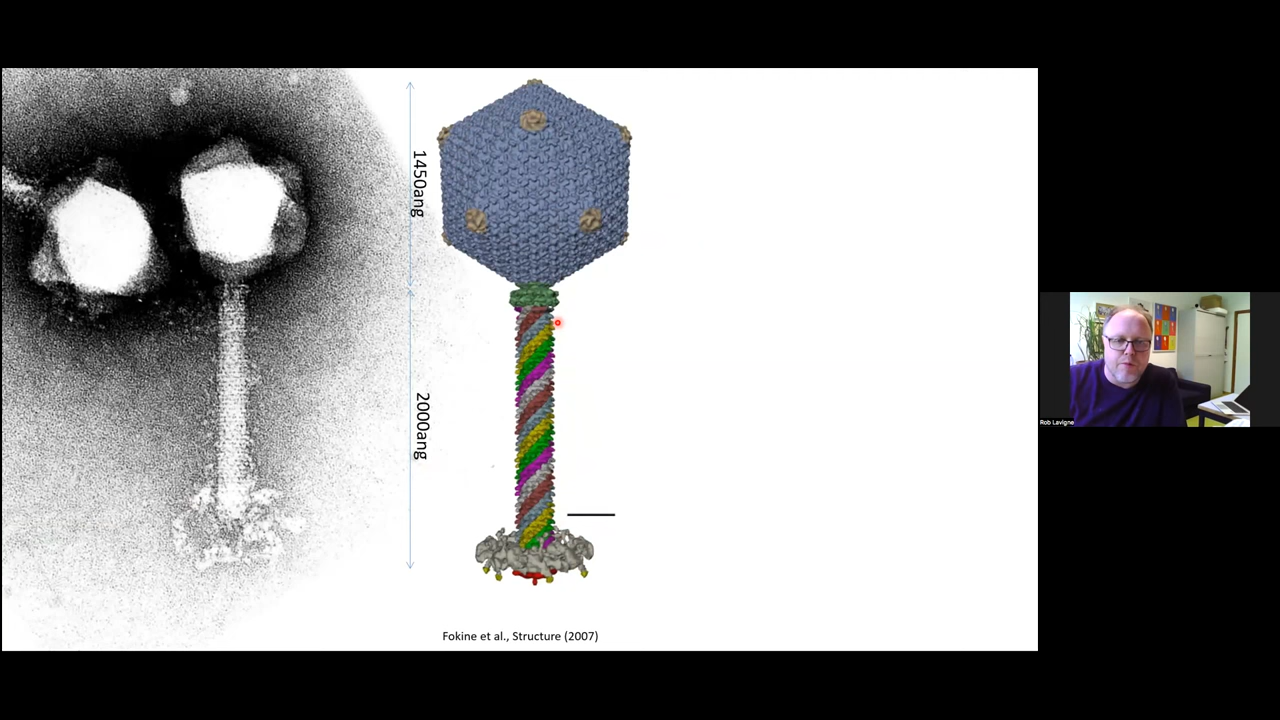 1450ang
2000ang
Fokine et al., Structure (2007)
Rob Lavigne